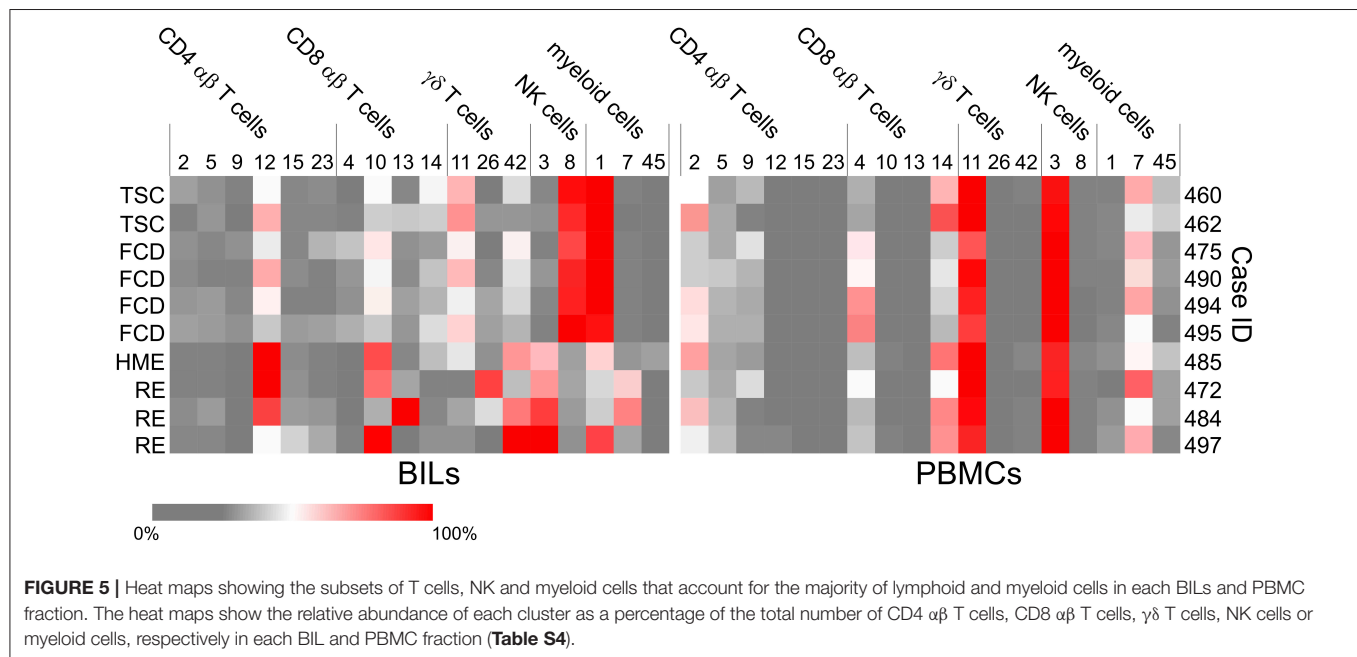 CD4 αβ T cells CD8 αβ T cells γδ T cells NK cells myeloid cells CD4 αβ T cells CD8 αβ T cells γδ T cells NK cells myeloid cells
2 5 9 12 15 23 4 10 13 14 11 26 42 3 8 1 7 45 2 5 9 12 15 23 4 10 13 14 11 26 42 3 8 1 7 45
TSC 460
TSC 462
FCD 475
FCD 490
FCD 494
FCD 495
HME 485
RE 472
RE 484
RE 497
Case ID
BILs PBMCs
0% 100%
FIGURE 5 | Heat maps showing the subsets of T cells, NK and myeloid cells that account for the majority of lymphoid and myeloid cells in each BILs and PBMC
fraction. The heat maps show the relative abundance of each cluster as a percentage of the total number of CD4 αβ T cells, CD8 αβ T cells, γδ T cells, NK cells or
myeloid cells, respectively in each BIL and PBMC fraction (Table S4).